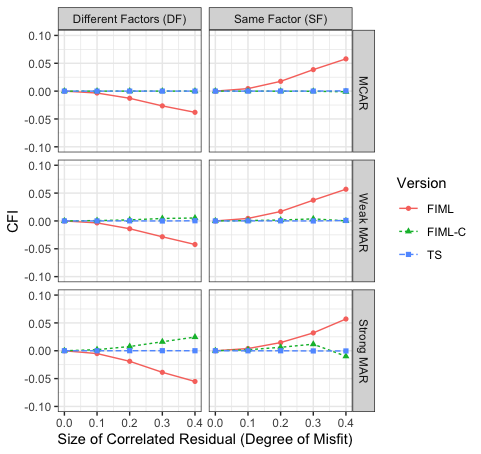 Different Factors (DF) Same Factor (SF)
0.10
0.05
0.00
-0.05
-0.10
MCAR
0.10
0.05
0.00
-0.05
-0.10
Weak MAR
0.10
0.05
0.00
-0.05
-0.10
Strong MAR
CFI
0.0 0.1 0.2 0.3 0.4 0.0 0.1 0.2 0.3 0.4
Size of Correlated Residual (Degree of Misfit)
Version
FIML
FIML-C
TS